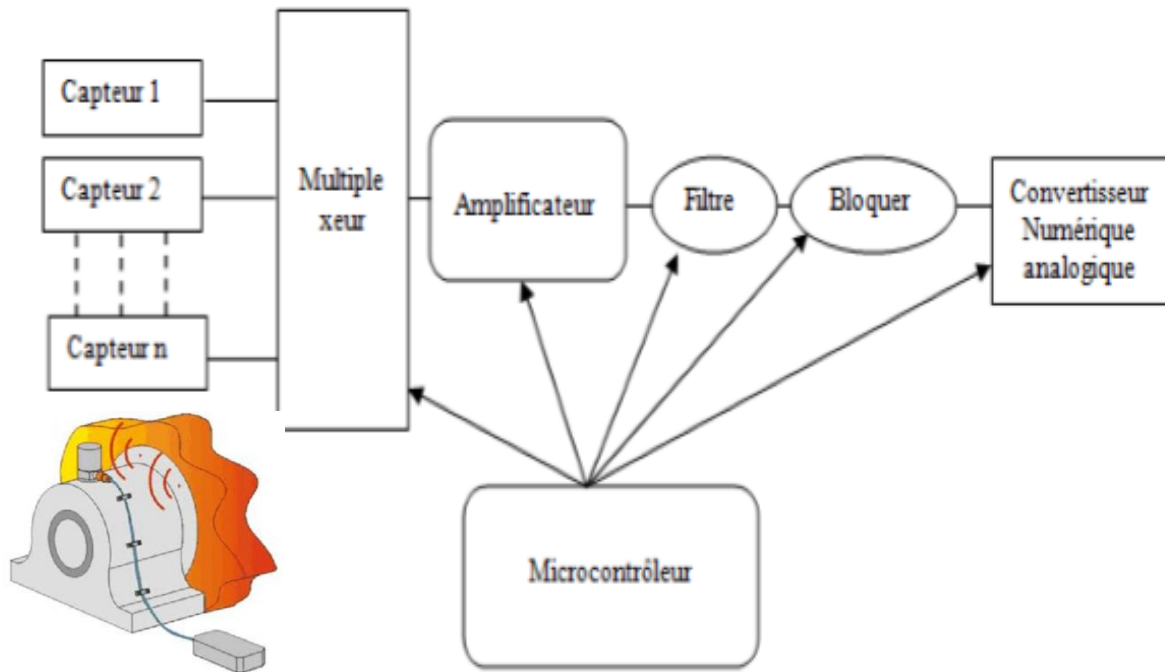 Capteur 1
Capteur 2
Capteur n
Multiple
xeur
Amplificateur
Filtre
Bloquer
Convertisseur
Numérique
analogique
Microcontrôleur